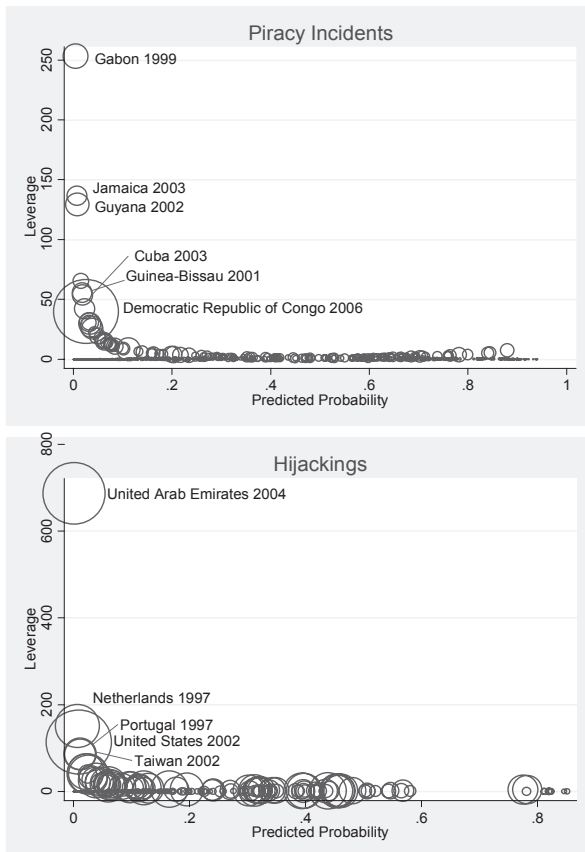 Piracy Incidents
250
200
150
100
50
0
Leverage
Gabon 1999
Jamaica 2003
Guyana 2002
Cuba 2003
Guinea-Bissau 2001
Democratic Republic of Congo 2006
0 .2 .4 .6 .8 1
Predicted Probability
Hijackings
800
600
400
200
0
Leverage
United Arab Emirates 2004
Netherlands 1997
Portugal 1997
United States 2002
Taiwan 2002
0 .2 .4 .6 .8
Predicted Probability